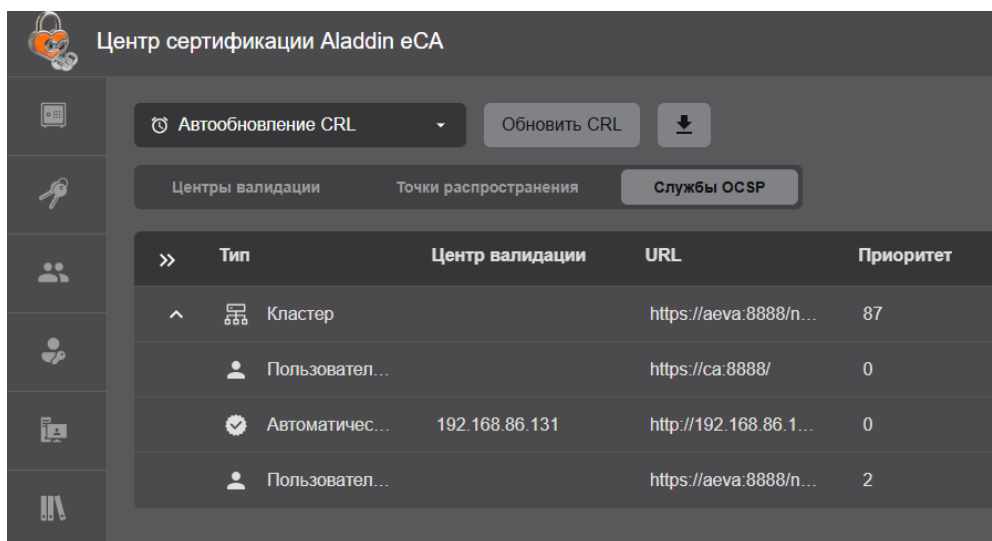 Центр сертификации Aladdin eCA
Автообновление CRL Обновить CRL
Центры валидации Точки распространения Службы OCSP
Тип Центр валидации URL Приоритет
Кластер https://aeva:8888/n... 87
Пользовател... https://ca:8888/ 0
Автоматичес... 192.168.86.131 http://192.168.86.1... 0
Пользовател... https://aeva:8888/n... 2